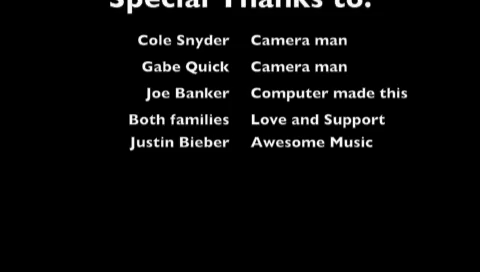 Special Thanks to:
Cole Snyder Camera man
Gabe Quick Camera man
Joe Banker Computer made this
Both families Love and Support
Justin Bieber Awesome Music